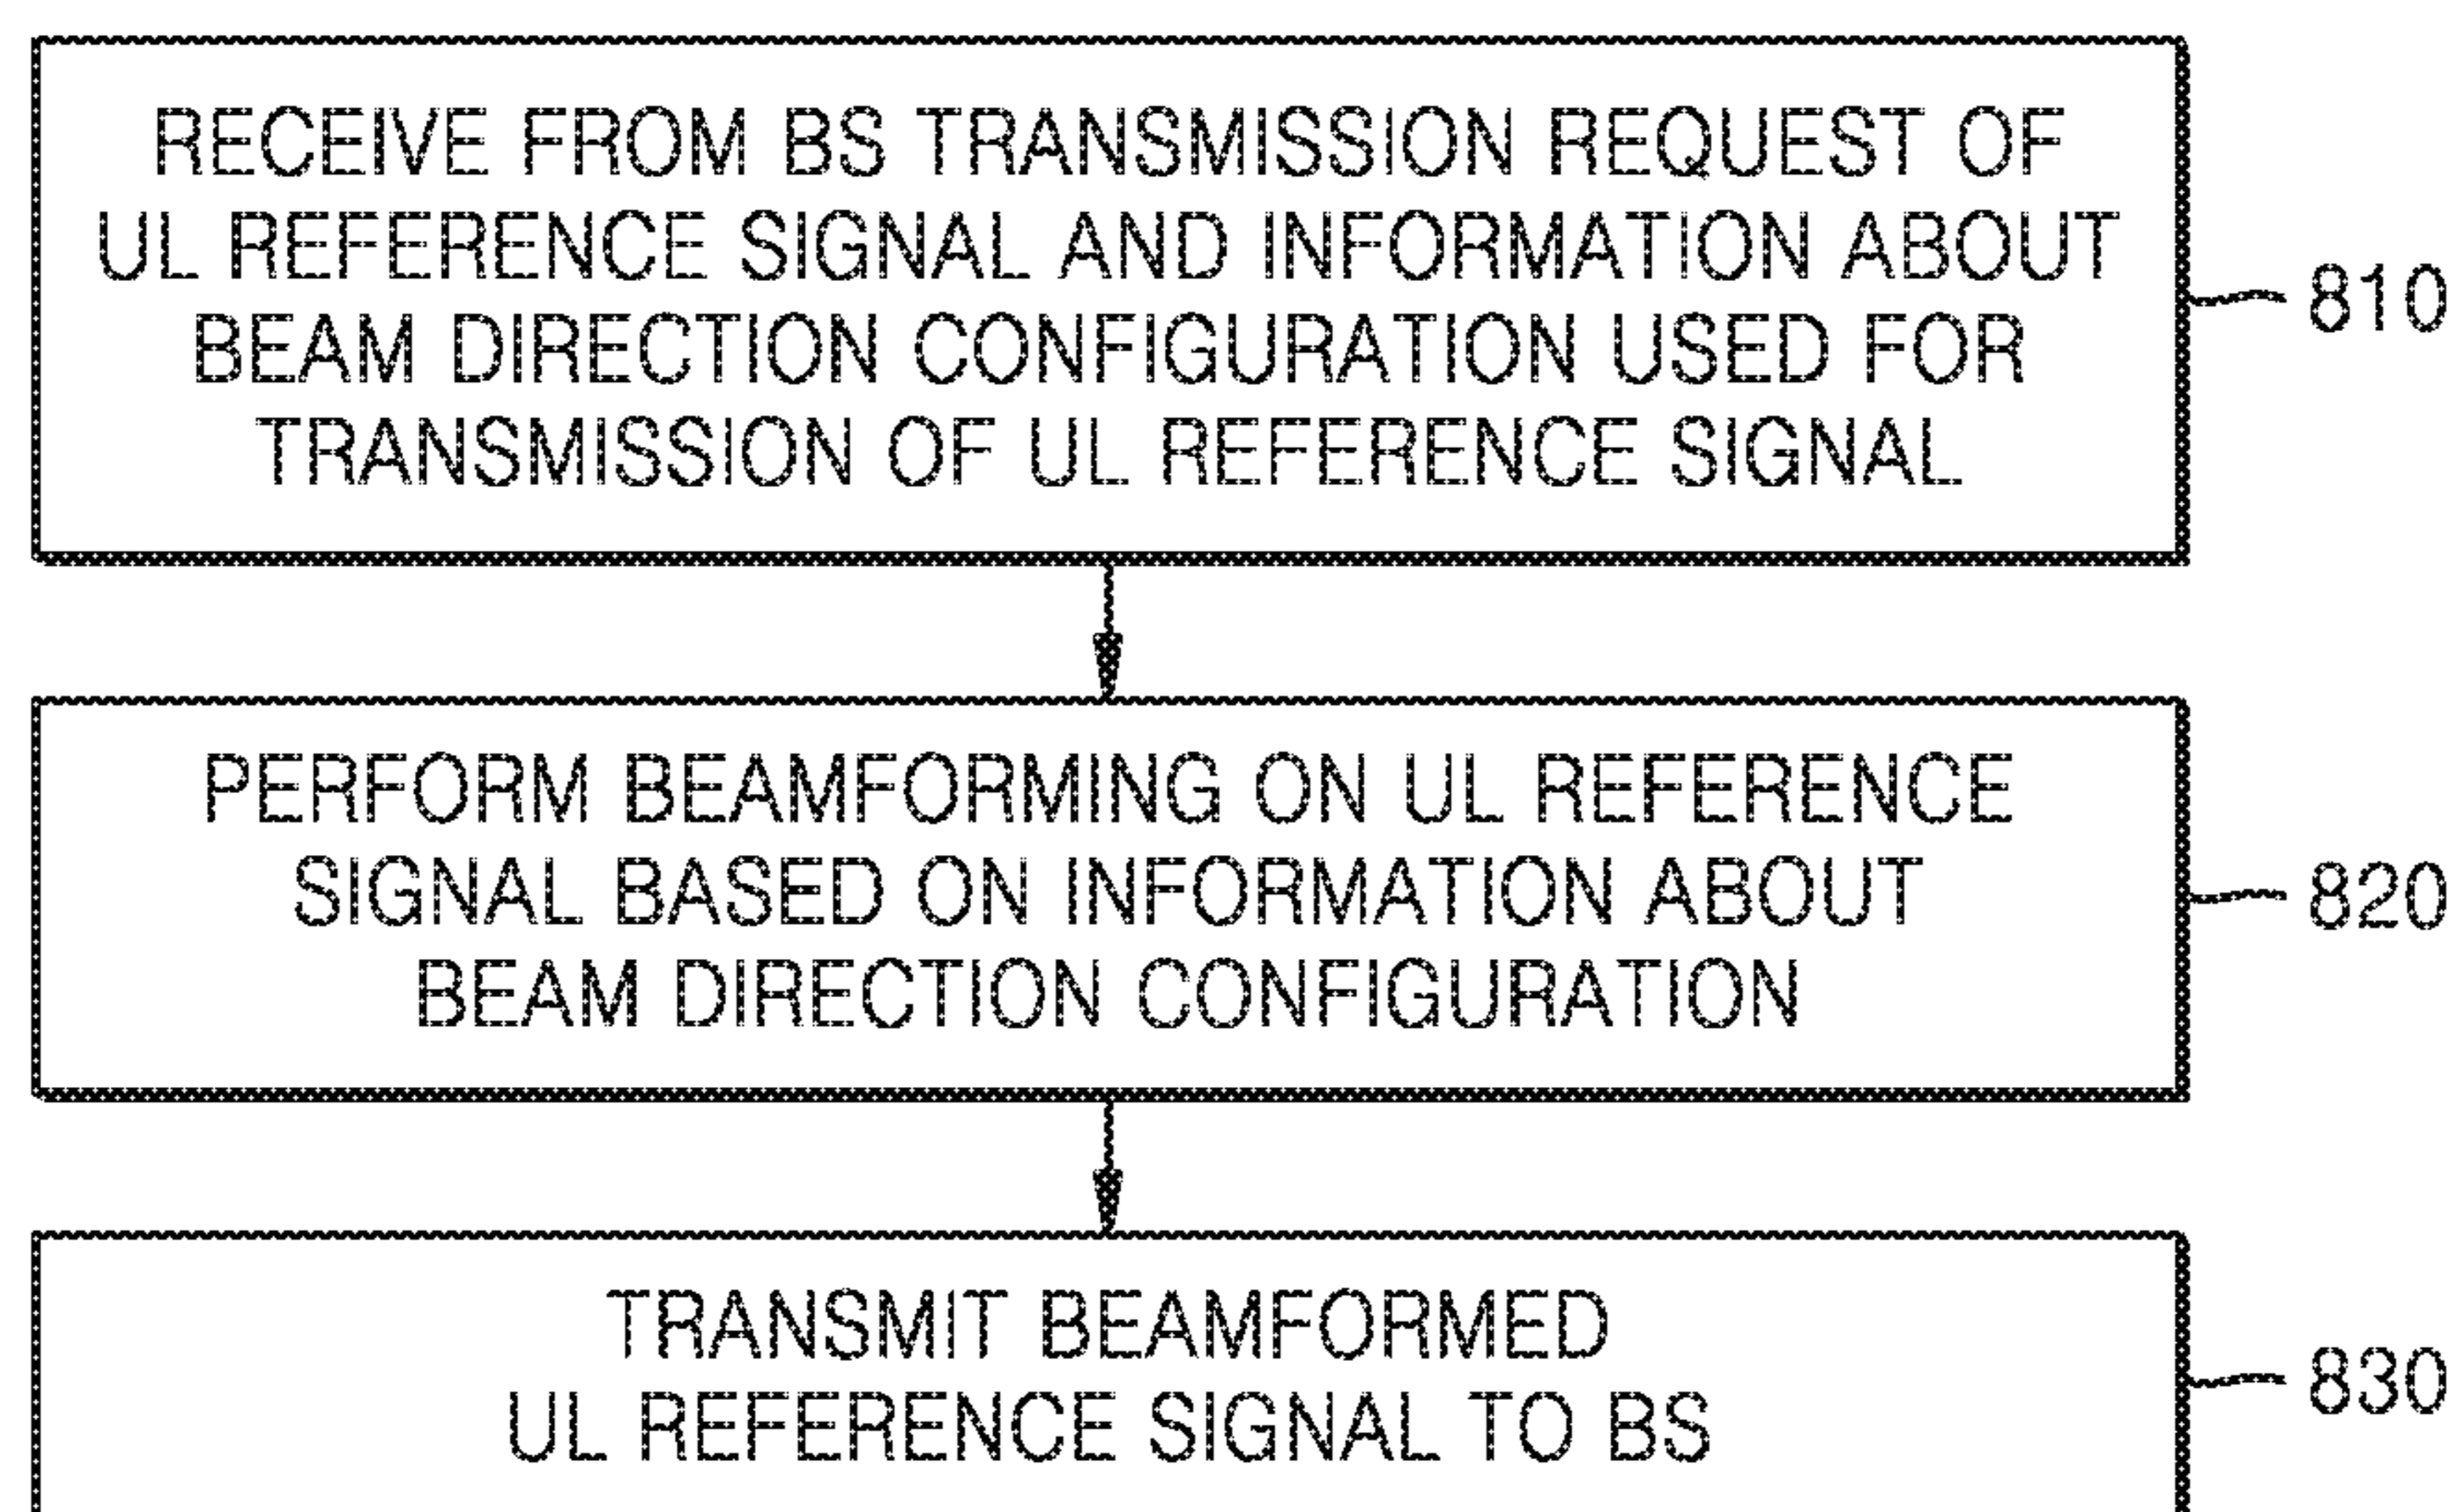 RECEIVE FROM BS TRANSMISSION REQUEST OF
UL REFERENCE SIGNAL AND INFORMATION ABOUT
BEAM DIRECTION CONFIGURATION USED FOR
TRANSMISSION OF UL REFERENCE SIGNAL
810
PERFORM BEAMFORMING ON UL REFERENCE
SIGNAL BASED ON INFORMATION ABOUT
BEAM DIRECTION CONFIGURATION
820
TRANSMIT BEAMFORMED
UL REFERENCE SIGNAL TO BS
830